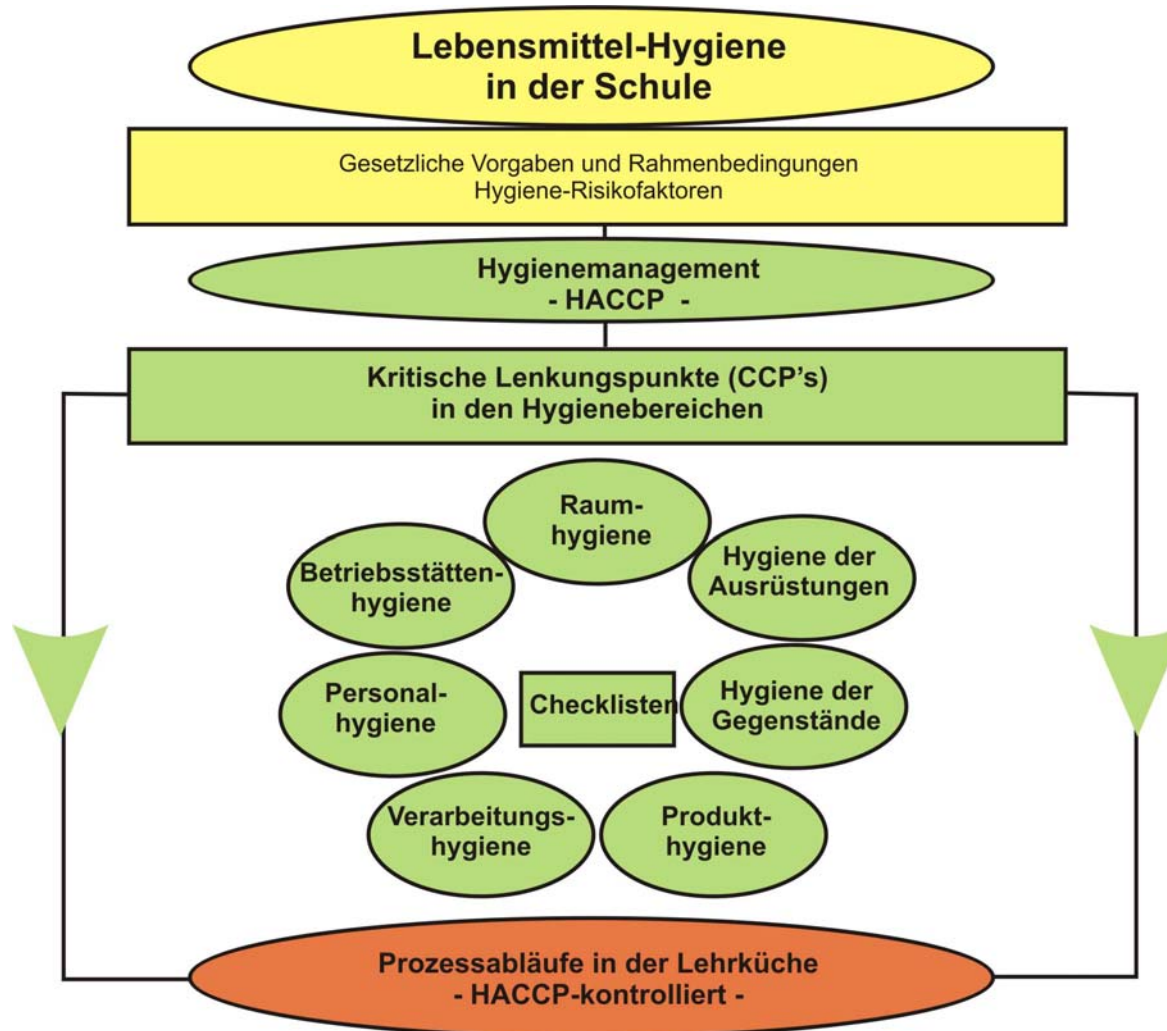 Lebensmittel-Hygiene
in der Schule
Gesetzliche Vorgaben und Rahmenbedingungen
Hygiene-Risikofaktoren
Hygienemanagement
- HACCP -
Kritische Lenkungspunkte (CCP's)
in den Hygienebereichen
Raum-
hygiene
Betriebsstätten-
hygiene
Hygiene der
Ausrüstungen
Personal-
hygiene
Checklisten
Hygiene der
Gegenstände
Verarbeitungs-
hygiene
Produkt-
hygiene
Prozessabläufe in der Lehrküche
- HACCP-kontrolliert -